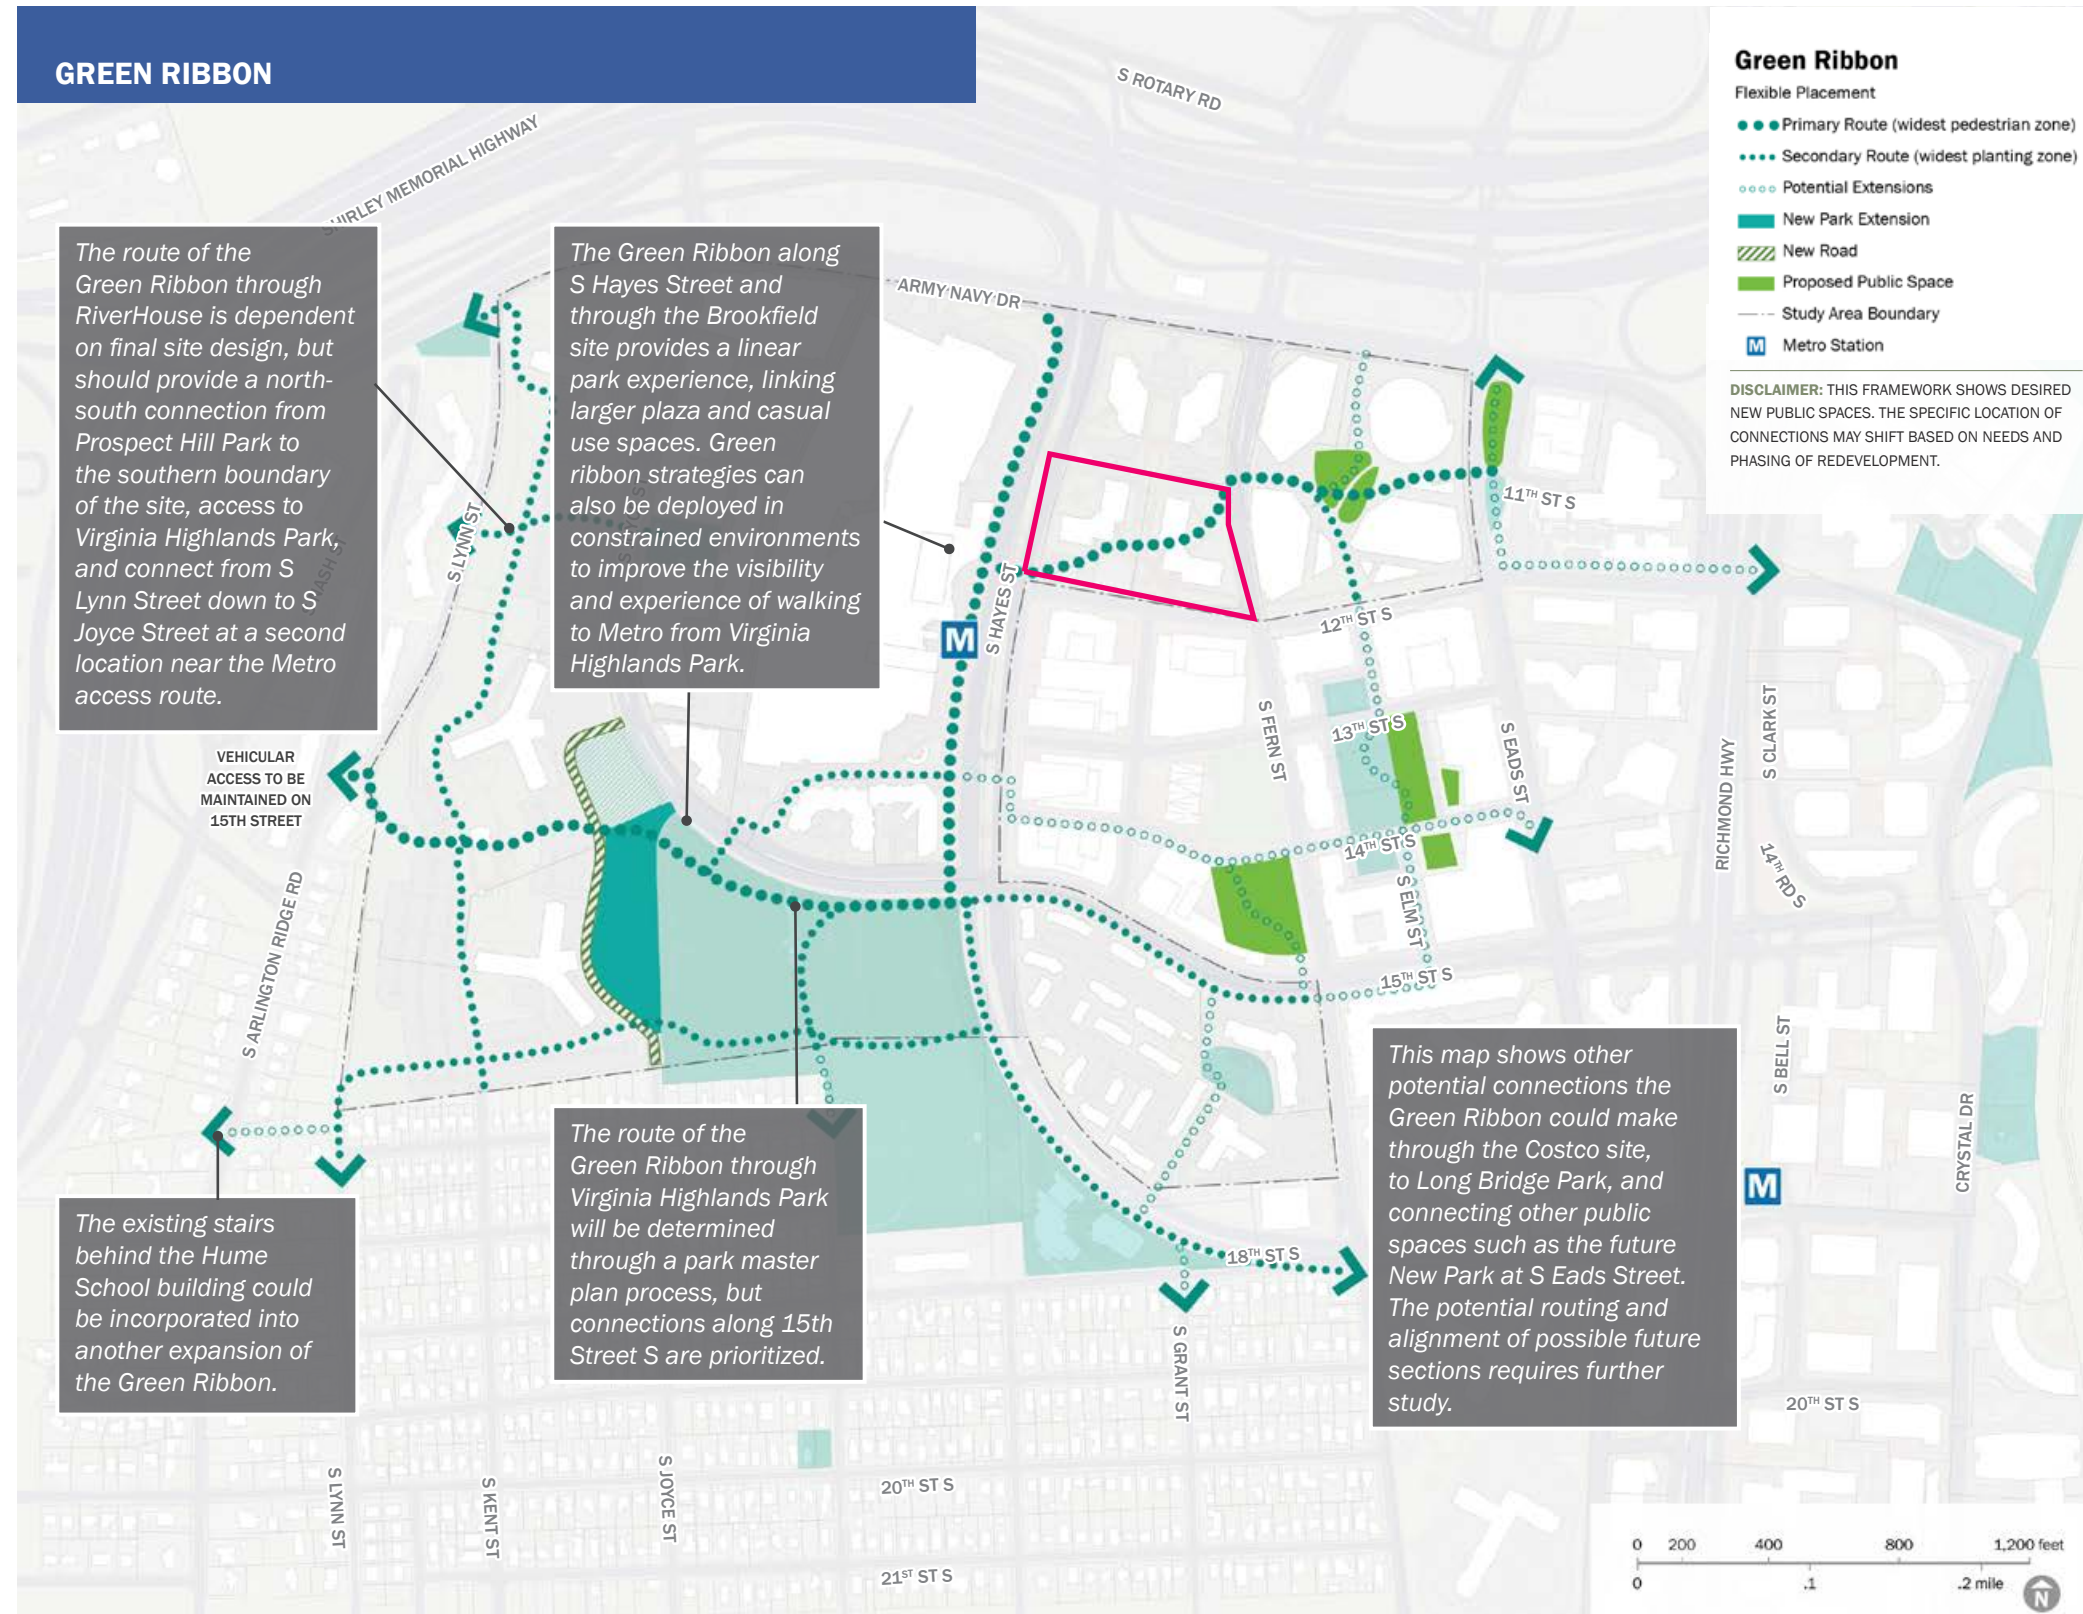 GREEN RIBBON
S ROTARY RD
SHIRLEY MEMORIAL HIGHWAY
ARMY NAVY DR
Green Ribbon
Flexible Placement
Primary Route (widest pedestrian zone)
Secondary Route (widest planting zone)
Potential Extensions
New Park Extension
New Road
Proposed Public Space
Study Area Boundary
M Metro Station
DISCLAIMER: THIS FRAMEWORK SHOWS DESIRED
NEW PUBLIC SPACES. THE SPECIFIC LOCATION OF
CONNECTIONS MAY SHIFT BASED ON NEEDS AND
PHASING OF REDEVELOPMENT.
The route of the
Green Ribbon through
RiverHouse is dependent
on final site design, but
should provide a north-
south connection from
Prospect Hill Park to
the southern boundary
of the site, access to
Virginia Highlands Park,
and connect from S
Lynn Street down to S
Joyce Street at a second
location near the Metro
access route.
The Green Ribbon along
S Hayes Street and
through the Brookfield
site provides a linear
park experience, linking
larger plaza and casual
use spaces. Green
ribbon strategies can
also be deployed in
constrained environments
to improve the visibility
and experience of walking
to Metro from Virginia
Highlands Park.
S LYNN ST
S HAYES ST
M
11TH ST S
12TH ST S
13TH ST S
14TH ST S
15TH ST S
S FERN ST
S EADS ST
S ELM ST
RICHMOND HWY
S CLARK ST
14TH RD S
VEHICULAR
ACCESS TO BE
MAINTAINED ON
15TH STREET
S ARLINGTON RIDGE RD
S BELL ST
CRYSTAL DR
M
This map shows other
potential connections the
Green Ribbon could make
through the Costco site,
to Long Bridge Park, and
connecting other public
spaces such as the future
New Park at S Eads Street.
The potential routing and
alignment of possible future
sections requires further
study.
The route of the
Green Ribbon through
Virginia Highlands Park
will be determined
through a park master
plan process, but
connections along 15th
Street S are prioritized.
The existing stairs
behind the Hume
School building could
be incorporated into
another expansion of
the Green Ribbon.
18TH ST S
S GRANT ST
20TH ST S
S LYNN ST
S KENT ST
S JOYCE ST
20TH ST S
21ST ST S
0 200 400 800 1,200 feet
0 .1 .2 mile
N